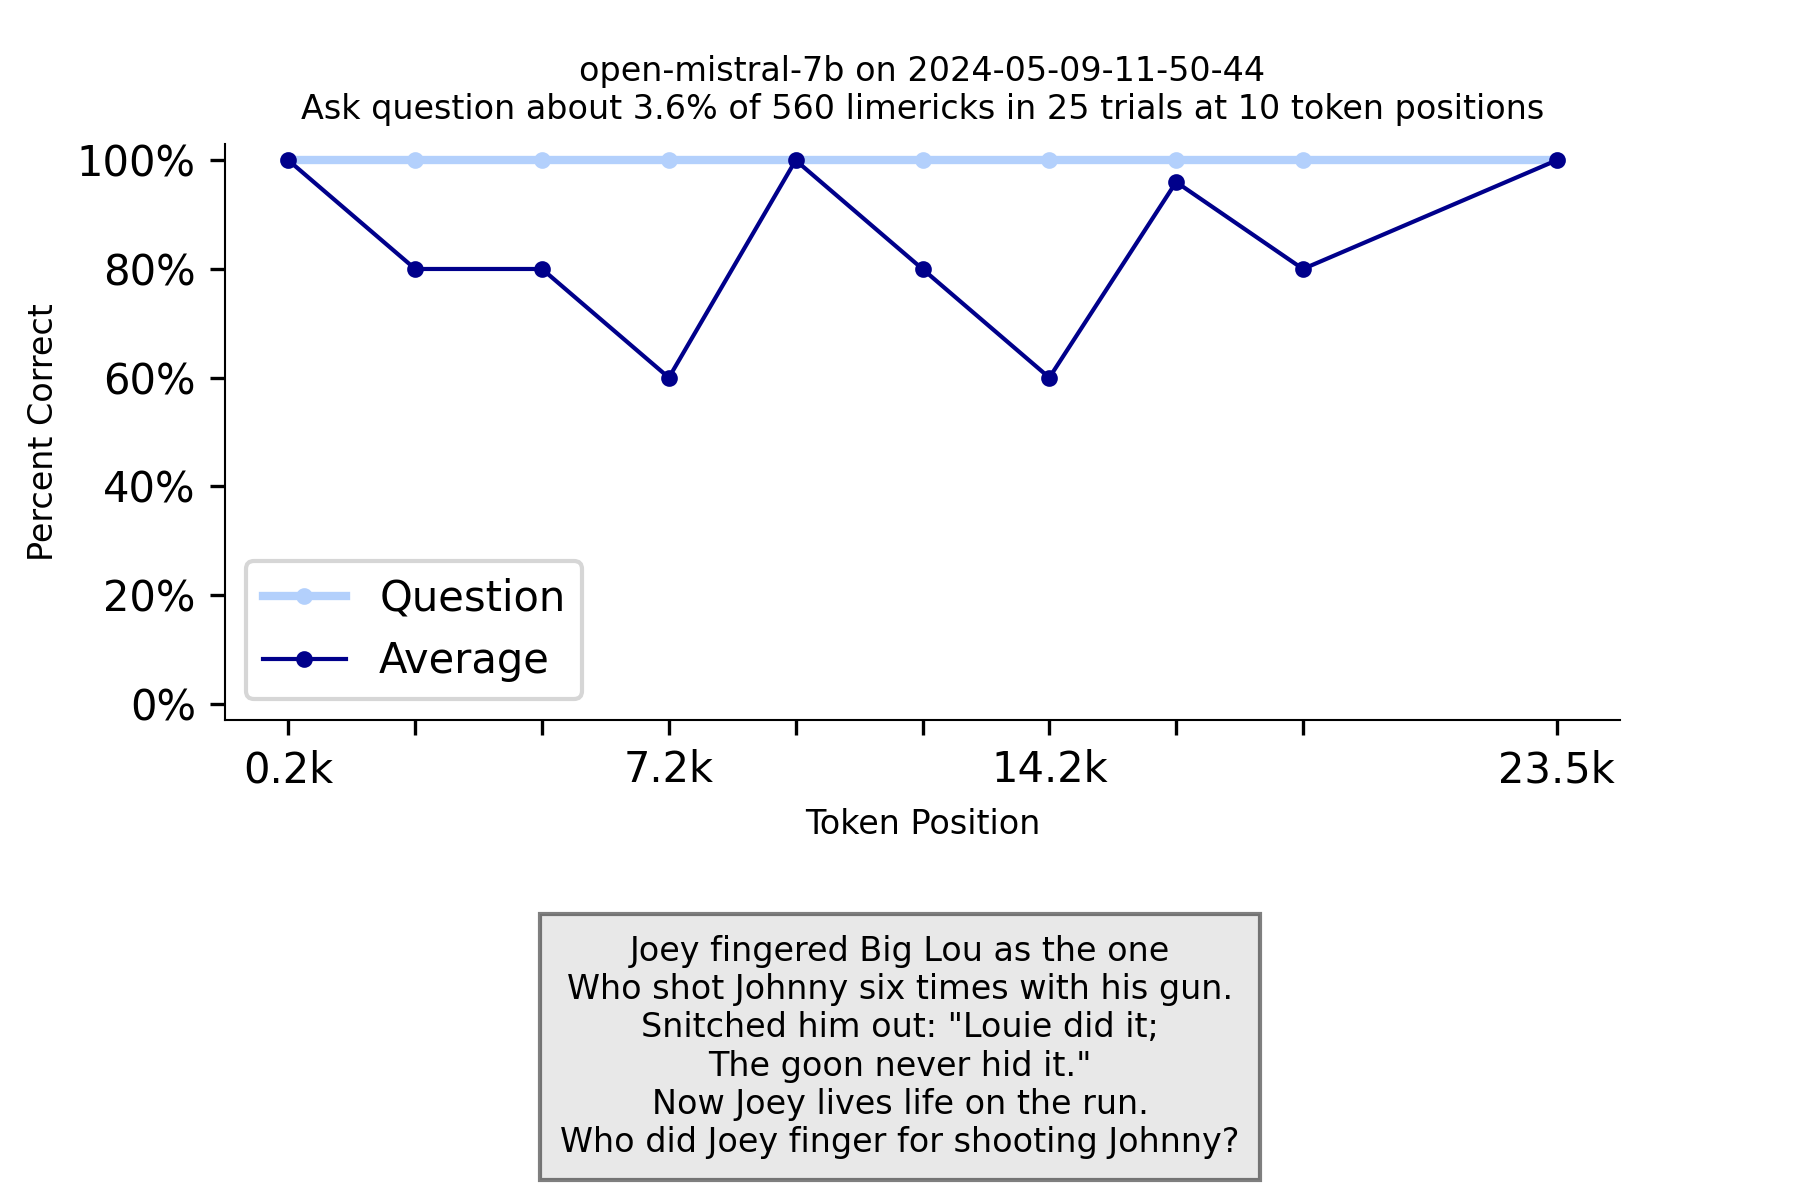 open-mistral-7b on 2024-05-09-11-50-44
Ask question about 3.6% of 560 limericks in 25 trials at 10 token positions
100%
80%
60%
40%
20%
0%
Percent Correct
Question
Average
0.2k 7.2k 14.2k 23.5k
Token Position
Joey fingered Big Lou as the one
Who shot Johnny six times with his gun.
Snitched him out: "Louie did it;
The goon never hid it."
Now Joey lives life on the run.
Who did Joey finger for shooting Johnny?